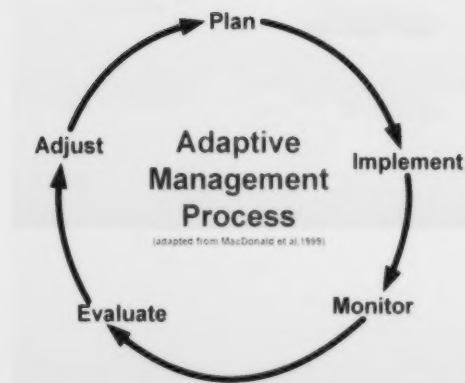 Plan
Implement
Monitor
Evaluate
Adjust
Adaptive
Management
Process
(adapted from MacDonald et al,1999)